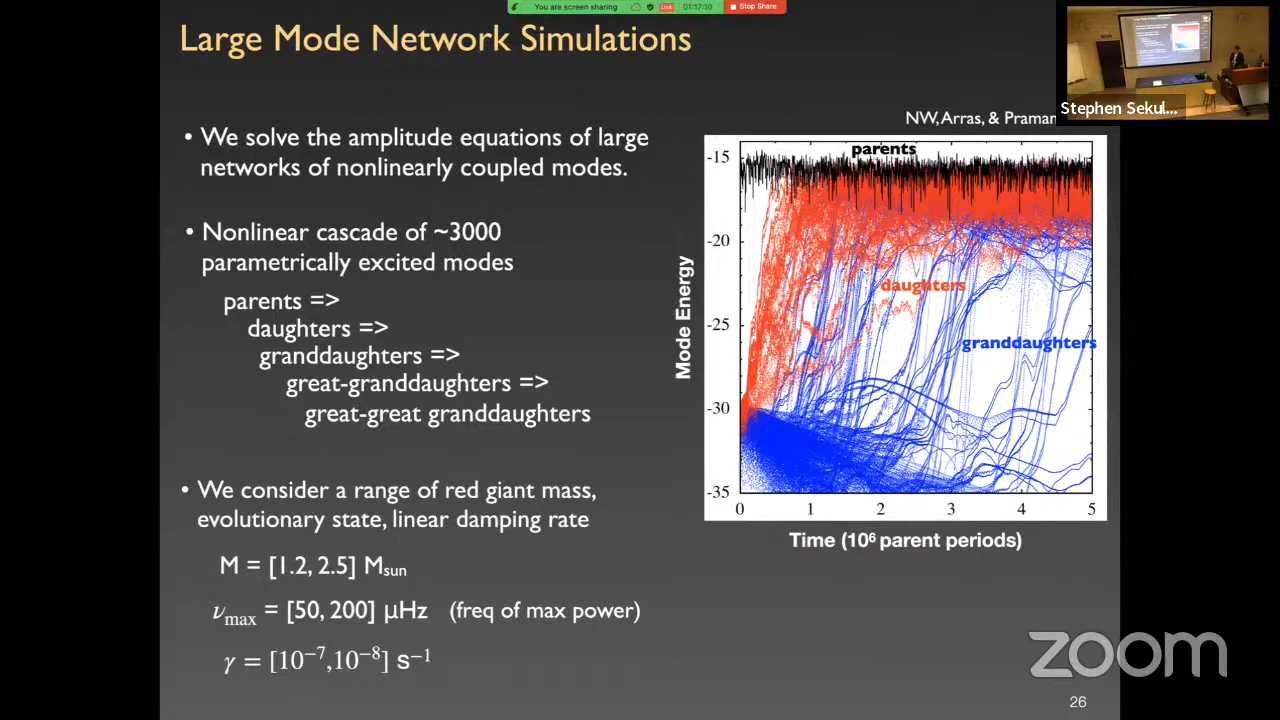 You are screen sharing
LIVE
01:17:30
Stop Share
Large Mode Network Simulations
Stephen Sekul...
NW, Arras, &
• We solve the amplitude equations of large
networks of nonlinearly coupled modes.
• Nonlinear cascade of ~3000
parametrically excited modes
parents =>
daughters =>
granddaughters =>
great-granddaughters =>
great-great granddaughters
• We consider a range of red giant mass,
evolutionary state, linear damping rate
M = [1.2, 2.5] Msun
νmax = [50, 200] μHz (freq of max power)
γ = [10⁻⁷,10⁻⁸] s⁻¹
parents
daughters
granddaughters
Mode Energy
-15
-20
-25
-30
-35
0 1 2 3 4 5
Time (10⁶ parent periods)
zoom
26